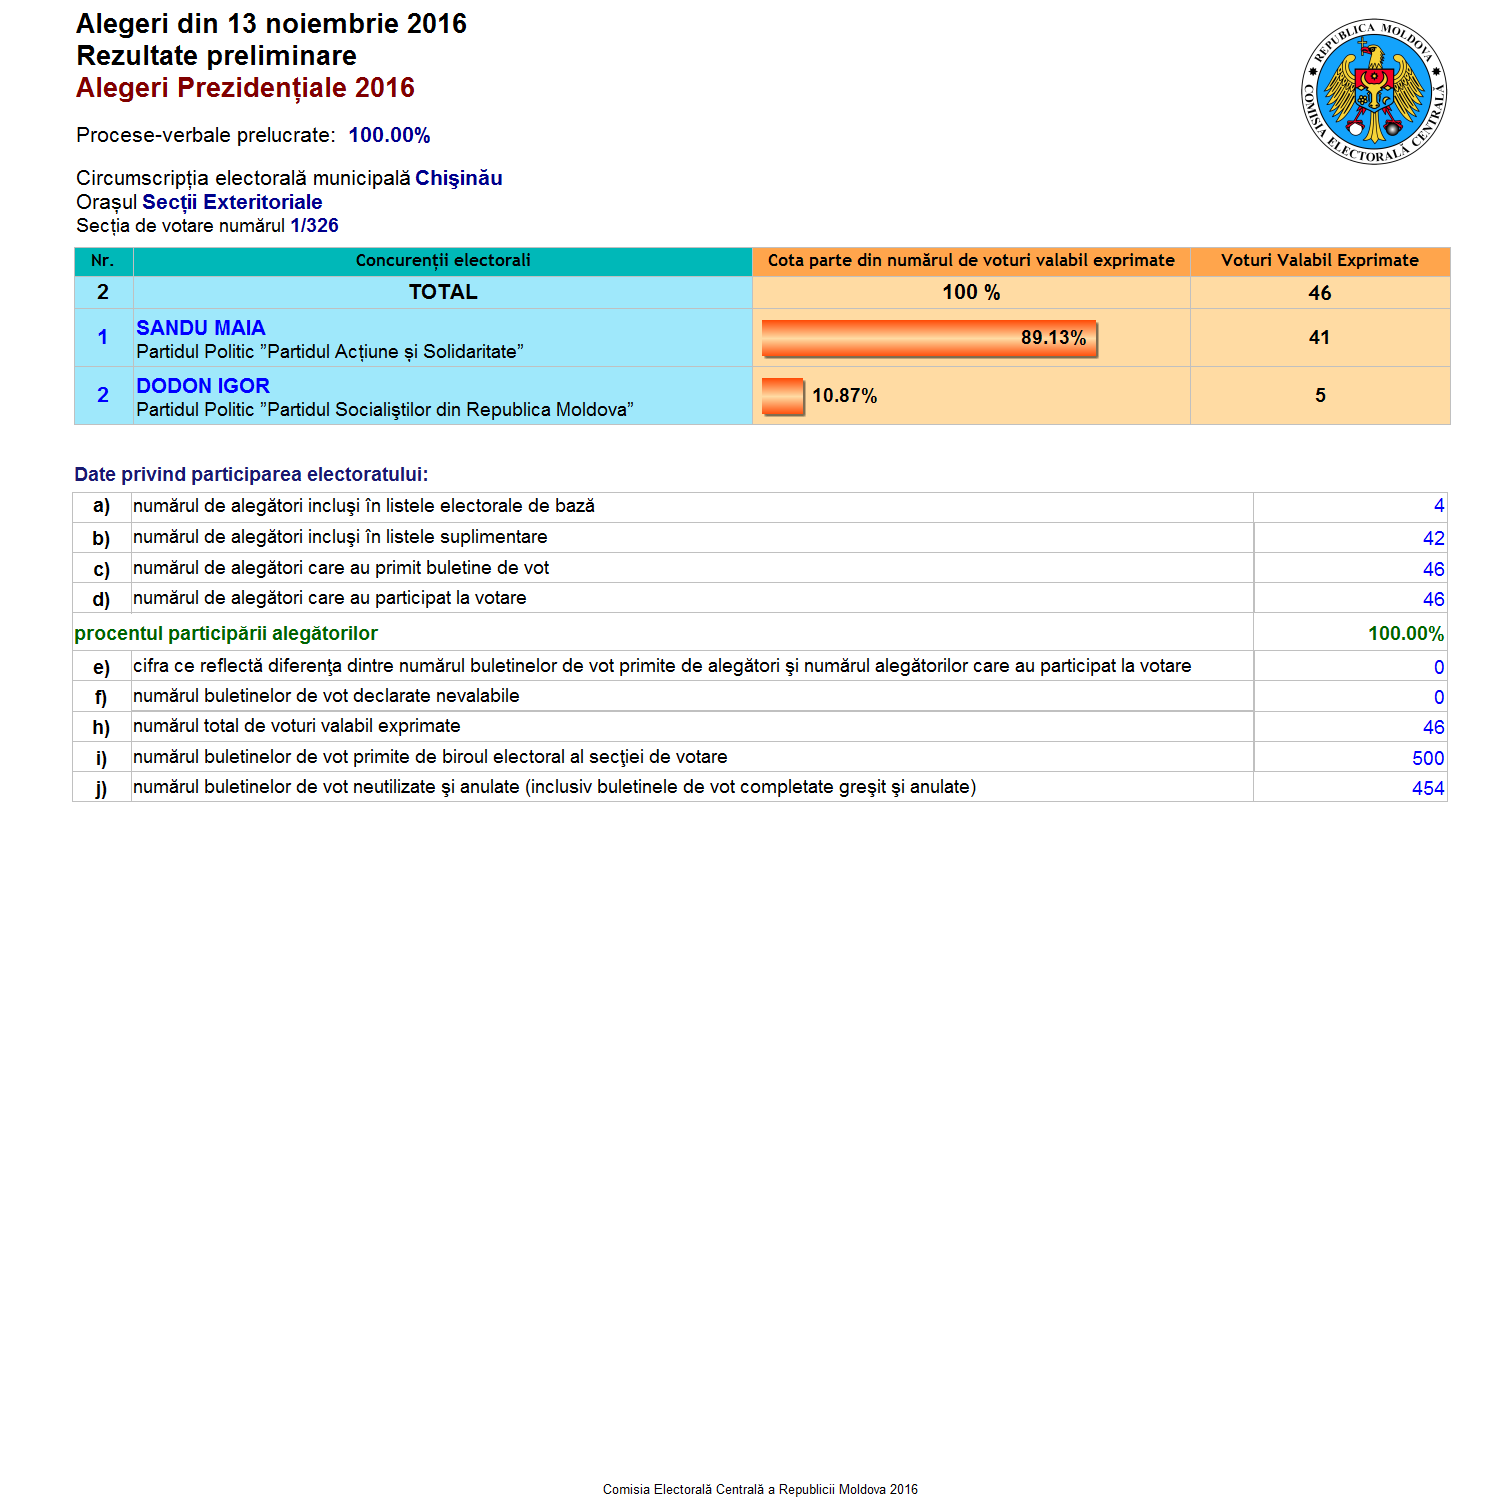 Alegeri din 13 noiembrie 2016
Rezultate preliminare
Alegeri Prezidențiale 2016
REPUBLICA MOLDOVA
COMISIA ELECTORALĂ CENTRALĂ
Procese-verbale prelucrate: 100.00%
Circumscripția electorală municipală Chişinău
Orașul Secții Exteritoriale
Secția de votare numărul 1/326
Nr. Concurenții electorali Cota parte din numărul de voturi valabil exprimate Voturi Valabil Exprimate
2 TOTAL 100 % 46
1 SANDU MAIA 89.13% 41
Partidul Politic ”Partidul Acțiune și Solidaritate”
2 DODON IGOR 10.87% 5
Partidul Politic ”Partidul Socialiştilor din Republica Moldova”
Date privind participarea electoratului:
a) numărul de alegători incluşi în listele electorale de bază 4
b) numărul de alegători incluşi în listele suplimentare 42
c) numărul de alegători care au primit buletine de vot 46
d) numărul de alegători care au participat la votare 46
procentul participării alegătorilor 100.00%
e) cifra ce reflectă diferenţa dintre numărul buletinelor de vot primite de alegători şi numărul alegătorilor care au participat la votare 0
f) numărul buletinelor de vot declarate nevalabile 0
h) numărul total de voturi valabil exprimate 46
i) numărul buletinelor de vot primite de biroul electoral al secţiei de votare 500
j) numărul buletinelor de vot neutilizate şi anulate (inclusiv buletinele de vot completate greşit şi anulate) 454
Comisia Electorală Centrală a Republicii Moldova 2016